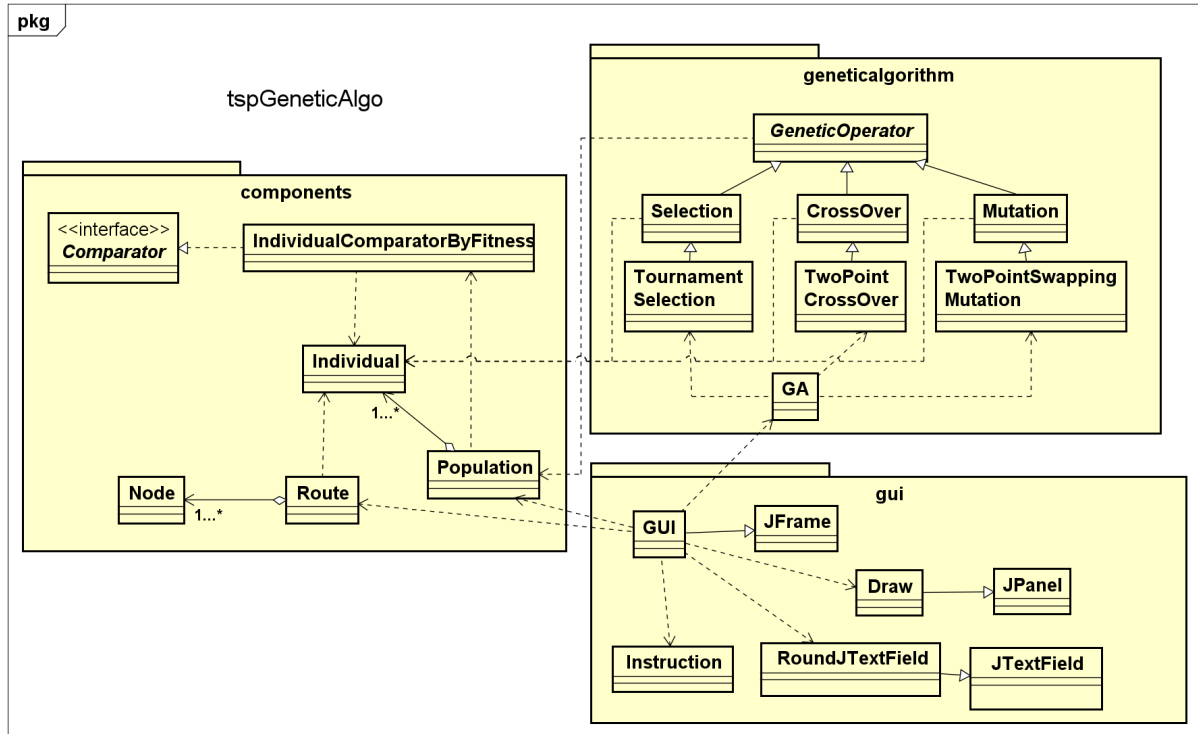 pkg
tspGeneticAlgo
components
<<interface>>
Comparator
IndividualComparatorByFitness
Individual
1...*
Population
Node
1...*
Route
geneticalgorithm
GeneticOperator
Selection
CrossOver
Mutation
Tournament
Selection
TwoPoint
CrossOver
TwoPointSwapping
Mutation
GA
gui
GUI
JFrame
Draw
JPanel
Instruction
RoundJTextField
JTextField